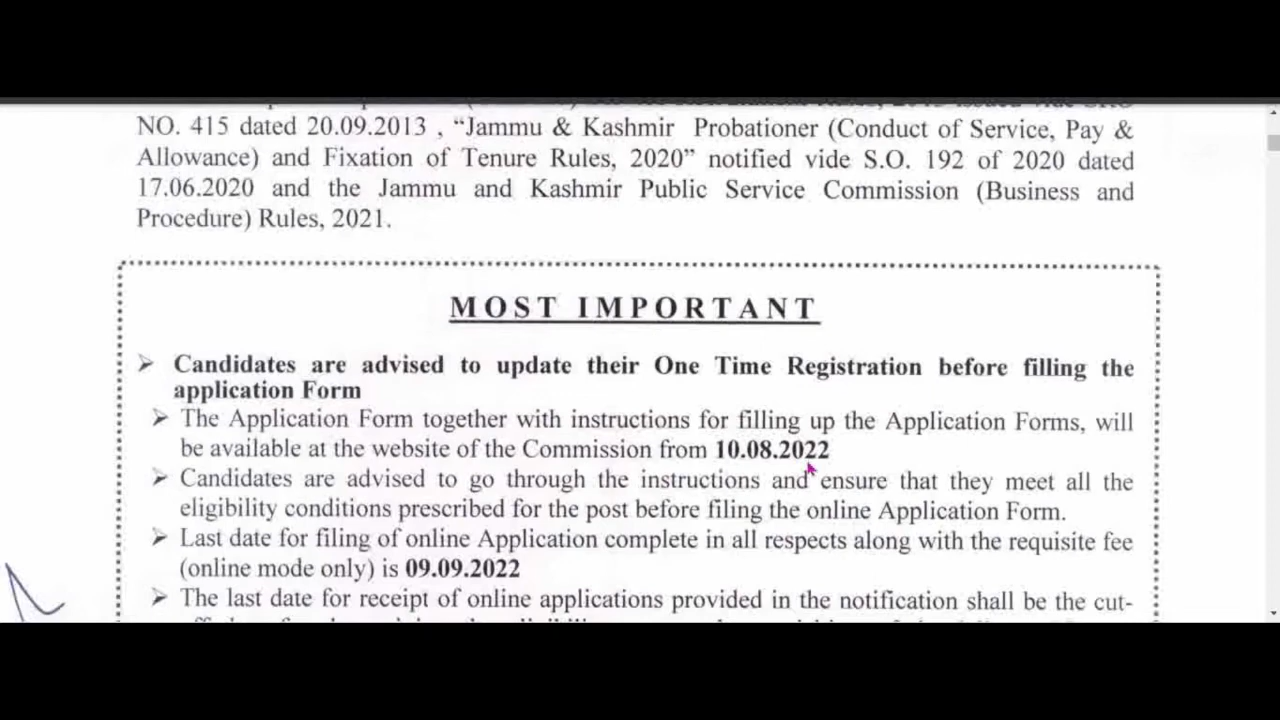 NO. 415 dated 20.09.2013 , “Jammu & Kashmir Probationer (Conduct of Service, Pay &
Allowance) and Fixation of Tenure Rules, 2020” notified vide S.O. 192 of 2020 dated
17.06.2020 and the Jammu and Kashmir Public Service Commission (Business and
Procedure) Rules, 2021.
MOST IMPORTANT
➢ Candidates are advised to update their One Time Registration before filling the
application Form
➢ The Application Form together with instructions for filling up the Application Forms, will
be available at the website of the Commission from 10.08.2022
➢ Candidates are advised to go through the instructions and ensure that they meet all the
eligibility conditions prescribed for the post before filing the online Application Form.
➢ Last date for filing of online Application complete in all respects along with the requisite fee
(online mode only) is 09.09.2022
➢ The last date for receipt of online applications provided in the notification shall be the cut-